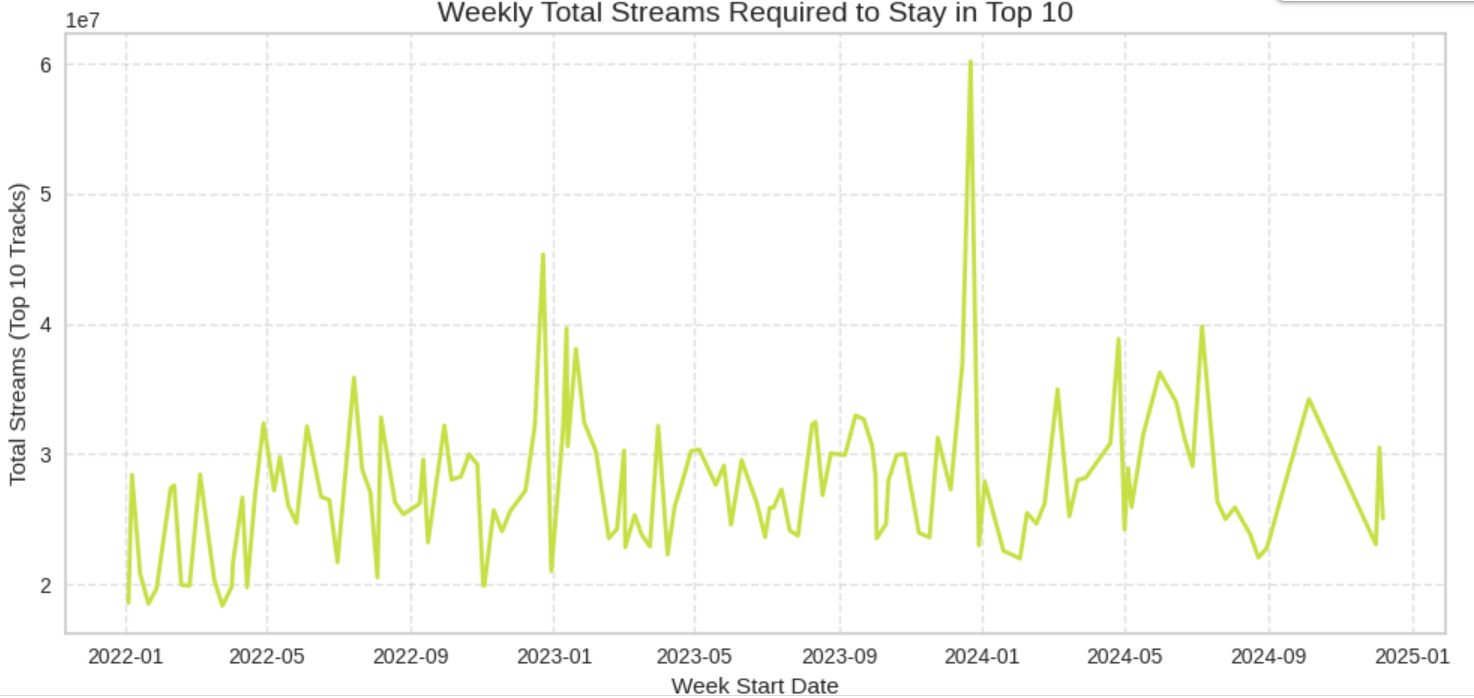 Weekly Total Streams Required to Stay in Top 10
1e7
6
5
4
3
2
Total Streams (Top 10 Tracks)
2022-01 2022-05 2022-09 2023-01 2023-05 2023-09 2024-01 2024-05 2024-09 2025-01
Week Start Date